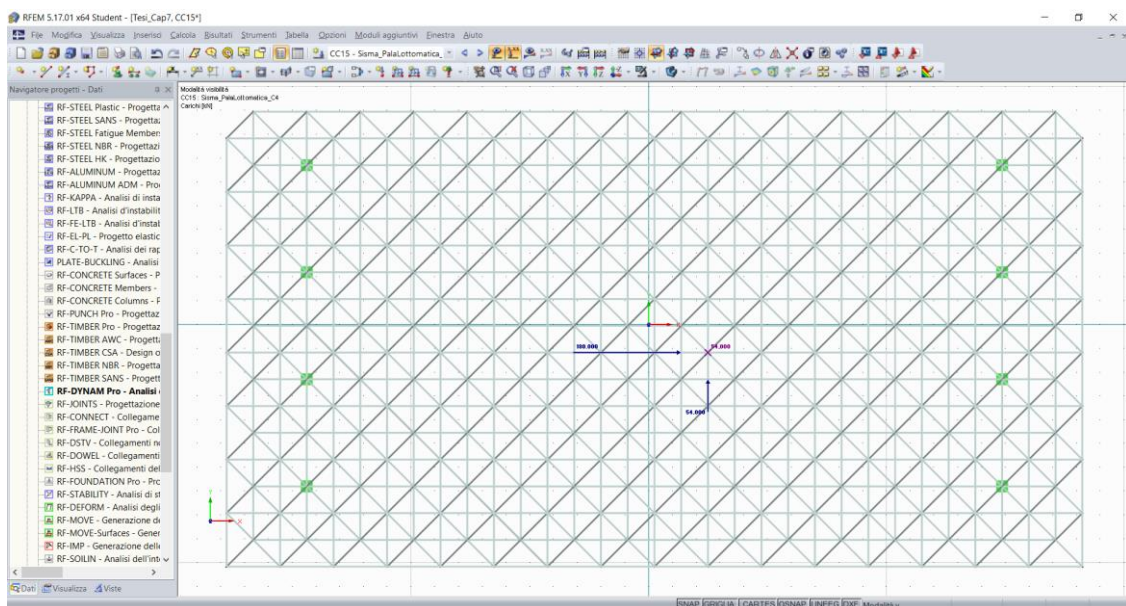 RFEM 5.17.01 x64 Student - [Tesi_Cap7, CC15*]
File Modifica Visualizza Inserisci Calcola Risultati Strumenti Tabella Opzioni Moduli aggiuntivi Finestra Aiuto
CC15 - Sisma_PalaLottomatica_
Navigatore progetti - Dati
RF-STEEL Plastic - Progetta
RF-STEEL SANS - Progetta
RF-STEEL Fatigue Member
RF-STEEL NBR - Progettazi
RF-STEEL HK - Progettazio
RF-ALUMINUM - Progettaz
RF-ALUMINUM ADM - Pro
RF-KAPPA - Analisi di insta
RF-LTB - Analisi d'instabilit
RF-FE-LTB - Analisi d'instal
RF-EL-PL - Progetto elastic
RF-C-TO-T - Analisi dei rap
PLATE-BUCKLING - Analisi
RF-CONCRETE Surfaces - P
RF-CONCRETE Members -
RF-CONCRETE Columns - P
RF-PUNCH Pro - Progettaz
RF-TIMBER Pro - Progettaz
RF-TIMBER AWC - Progett
RF-TIMBER CSA - Design o
RF-TIMBER NBR - Progetta
RF-TIMBER SANS - Progett
RF-DYNAM Pro - Analisi
RF-JOINTS - Progettazione
RF-CONNECT - Collegame
RF-FRAME-JOINT Pro - Col
RF-DSTV - Collegamenti n
RF-DOWEL - Collegamenti
RF-HSS - Collegamenti del
RF-FOUNDATION Pro - Prc
RF-STABILITY - Analisi di st
RF-DEFORM - Analisi degli
RF-MOVE - Generazione d
RF-MOVE-Surfaces - Gener
RF-IMP - Generazione delle
RF-SOILIN - Analisi dell'int
Dati Visualizza Viste
Modalità visibilità
CC15 : Sisma_PalaLottomatica_C4
Carichi [kN]
180.000
54.000
54.000
X
Y
X
SNAP GRIGLIA CARTES OSNAP LINEEG DXF Modalità